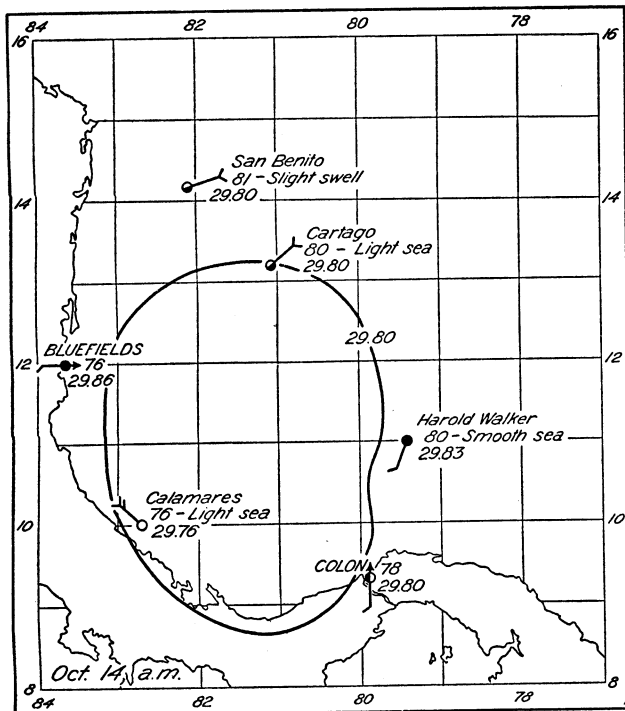 84 82 80 78
16 16
San Benito
81-Slight swell
29.80
14 14
Cartago
80 - Light sea
29.80
29.80
BLUEFIELDS
12 76 12
29.86
Harold Walker
80-Smooth sea
29.83
Calamares
76-Light sea
10 29.76 10
COLON 78
29.80
Oct. 14 a.m.
8 8
84 82 80 78